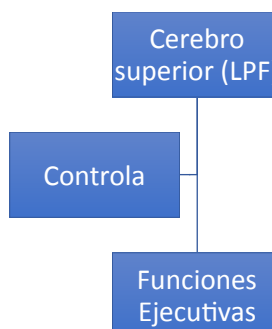 Cerebro
superior (LPF
Controla
Funciones
Ejecutivas